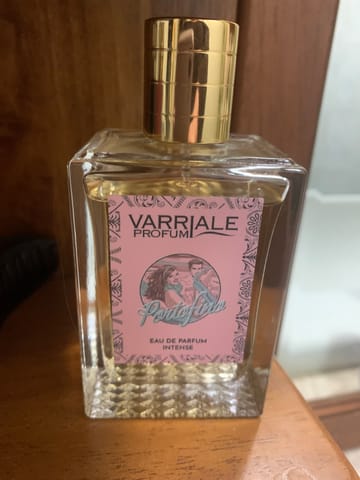 VARRIALE
PROFUMI
Portofino
EAU DE PARFUM
INTENSE